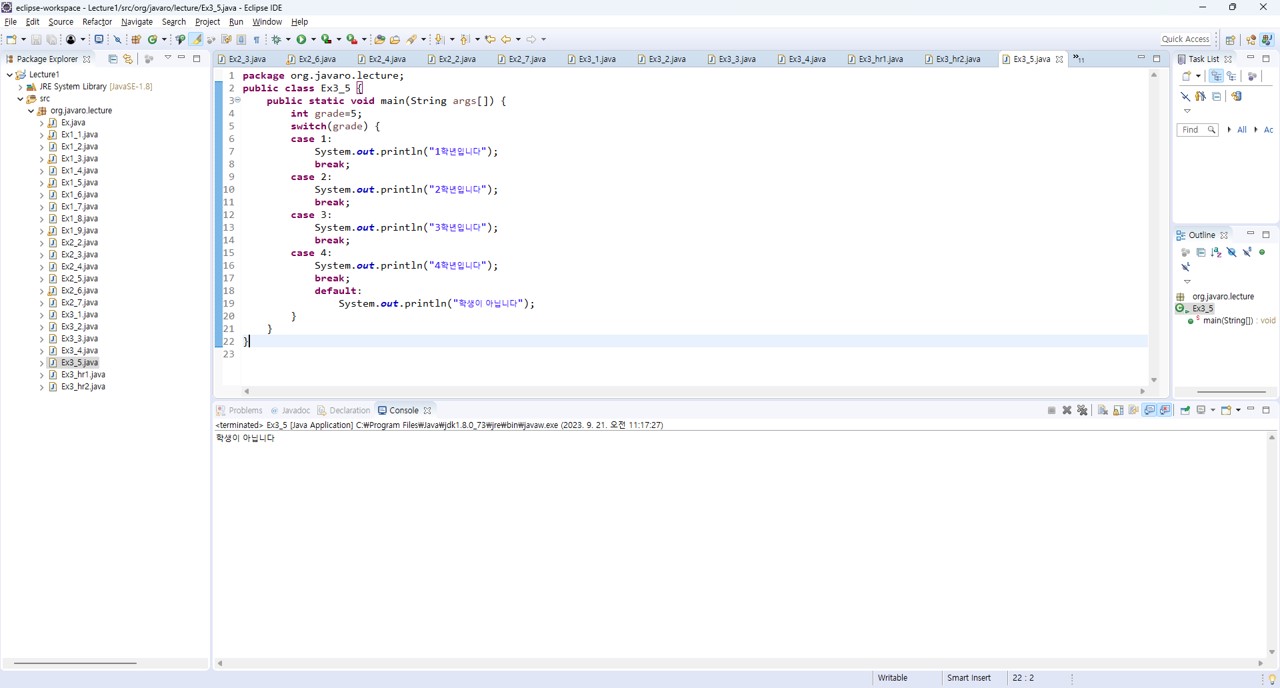 eclipse-workspace - Lecture1/src/org/javaro/lecture/Ex3_5.java - Eclipse IDE
File Edit Source Refactor Navigate Search Project Run Window Help
Quick Access
Package Explorer
Lecture1
JRE System Library [JavaSE-1.8]
src
org.javaro.lecture
Ex.java
Ex1_1.java
Ex1_2.java
Ex1_3.java
Ex1_4.java
Ex1_5.java
Ex1_6.java
Ex1_7.java
Ex1_8.java
Ex1_9.java
Ex2_2.java
Ex2_3.java
Ex2_4.java
Ex2_5.java
Ex2_6.java
Ex2_7.java
Ex3_1.java
Ex3_2.java
Ex3_3.java
Ex3_4.java
Ex3_5.java
Ex3_hr1.java
Ex3_hr2.java
Ex2_3.java Ex2_6.java Ex2_4.java Ex2_2.java Ex2_7.java Ex3_1.java Ex3_2.java Ex3_3.java Ex3_4.java Ex3_hr1.java Ex3_hr2.java Ex3_5.java »11
1 package org.javaro.lecture;
2 public class Ex3_5 {
3 public static void main(String args[]) {
4 int grade=5;
5 switch(grade) {
6 case 1:
7 System.out.println("1학년입니다");
8 break;
9 case 2:
10 System.out.println("2학년입니다");
11 break;
12 case 3:
13 System.out.println("3학년입니다");
14 break;
15 case 4:
16 System.out.println("4학년입니다");
17 break;
18 default:
19 System.out.println("학생이 아닙니다");
20 }
21 }
22 }
23
Task List
Find All Ac
Outline
org.javaro.lecture
Ex3_5
main(String[]) : void
Problems Javadoc Declaration Console
<terminated> Ex3_5 [Java Application] C:₩Program Files₩Java₩jdk1.8.0_73₩jre₩bin₩javaw.exe (2023. 9. 21. 오전 11:17:27)
학생이 아닙니다
Writable Smart Insert 22 : 2